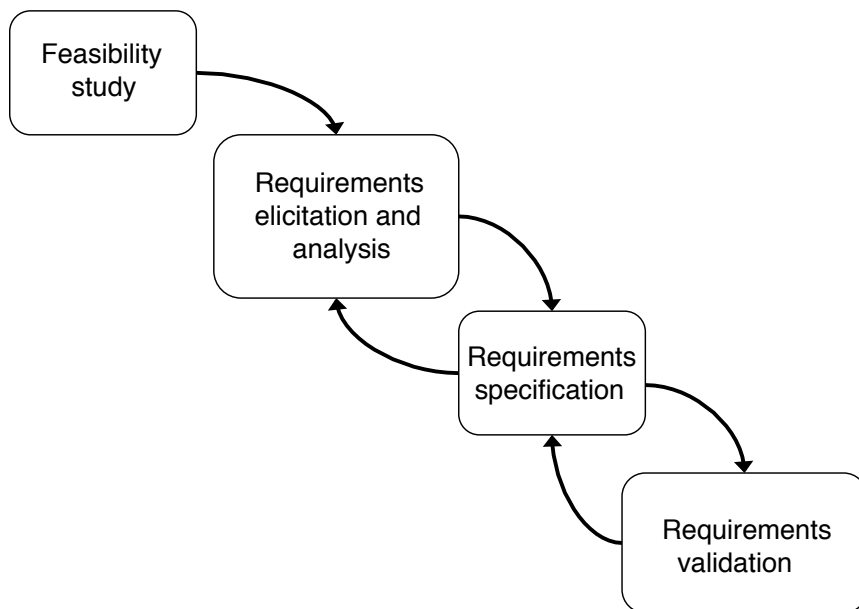 Feasibility
study
Requirements
elicitation and
analysis
Requirements
specification
Requirements
validation